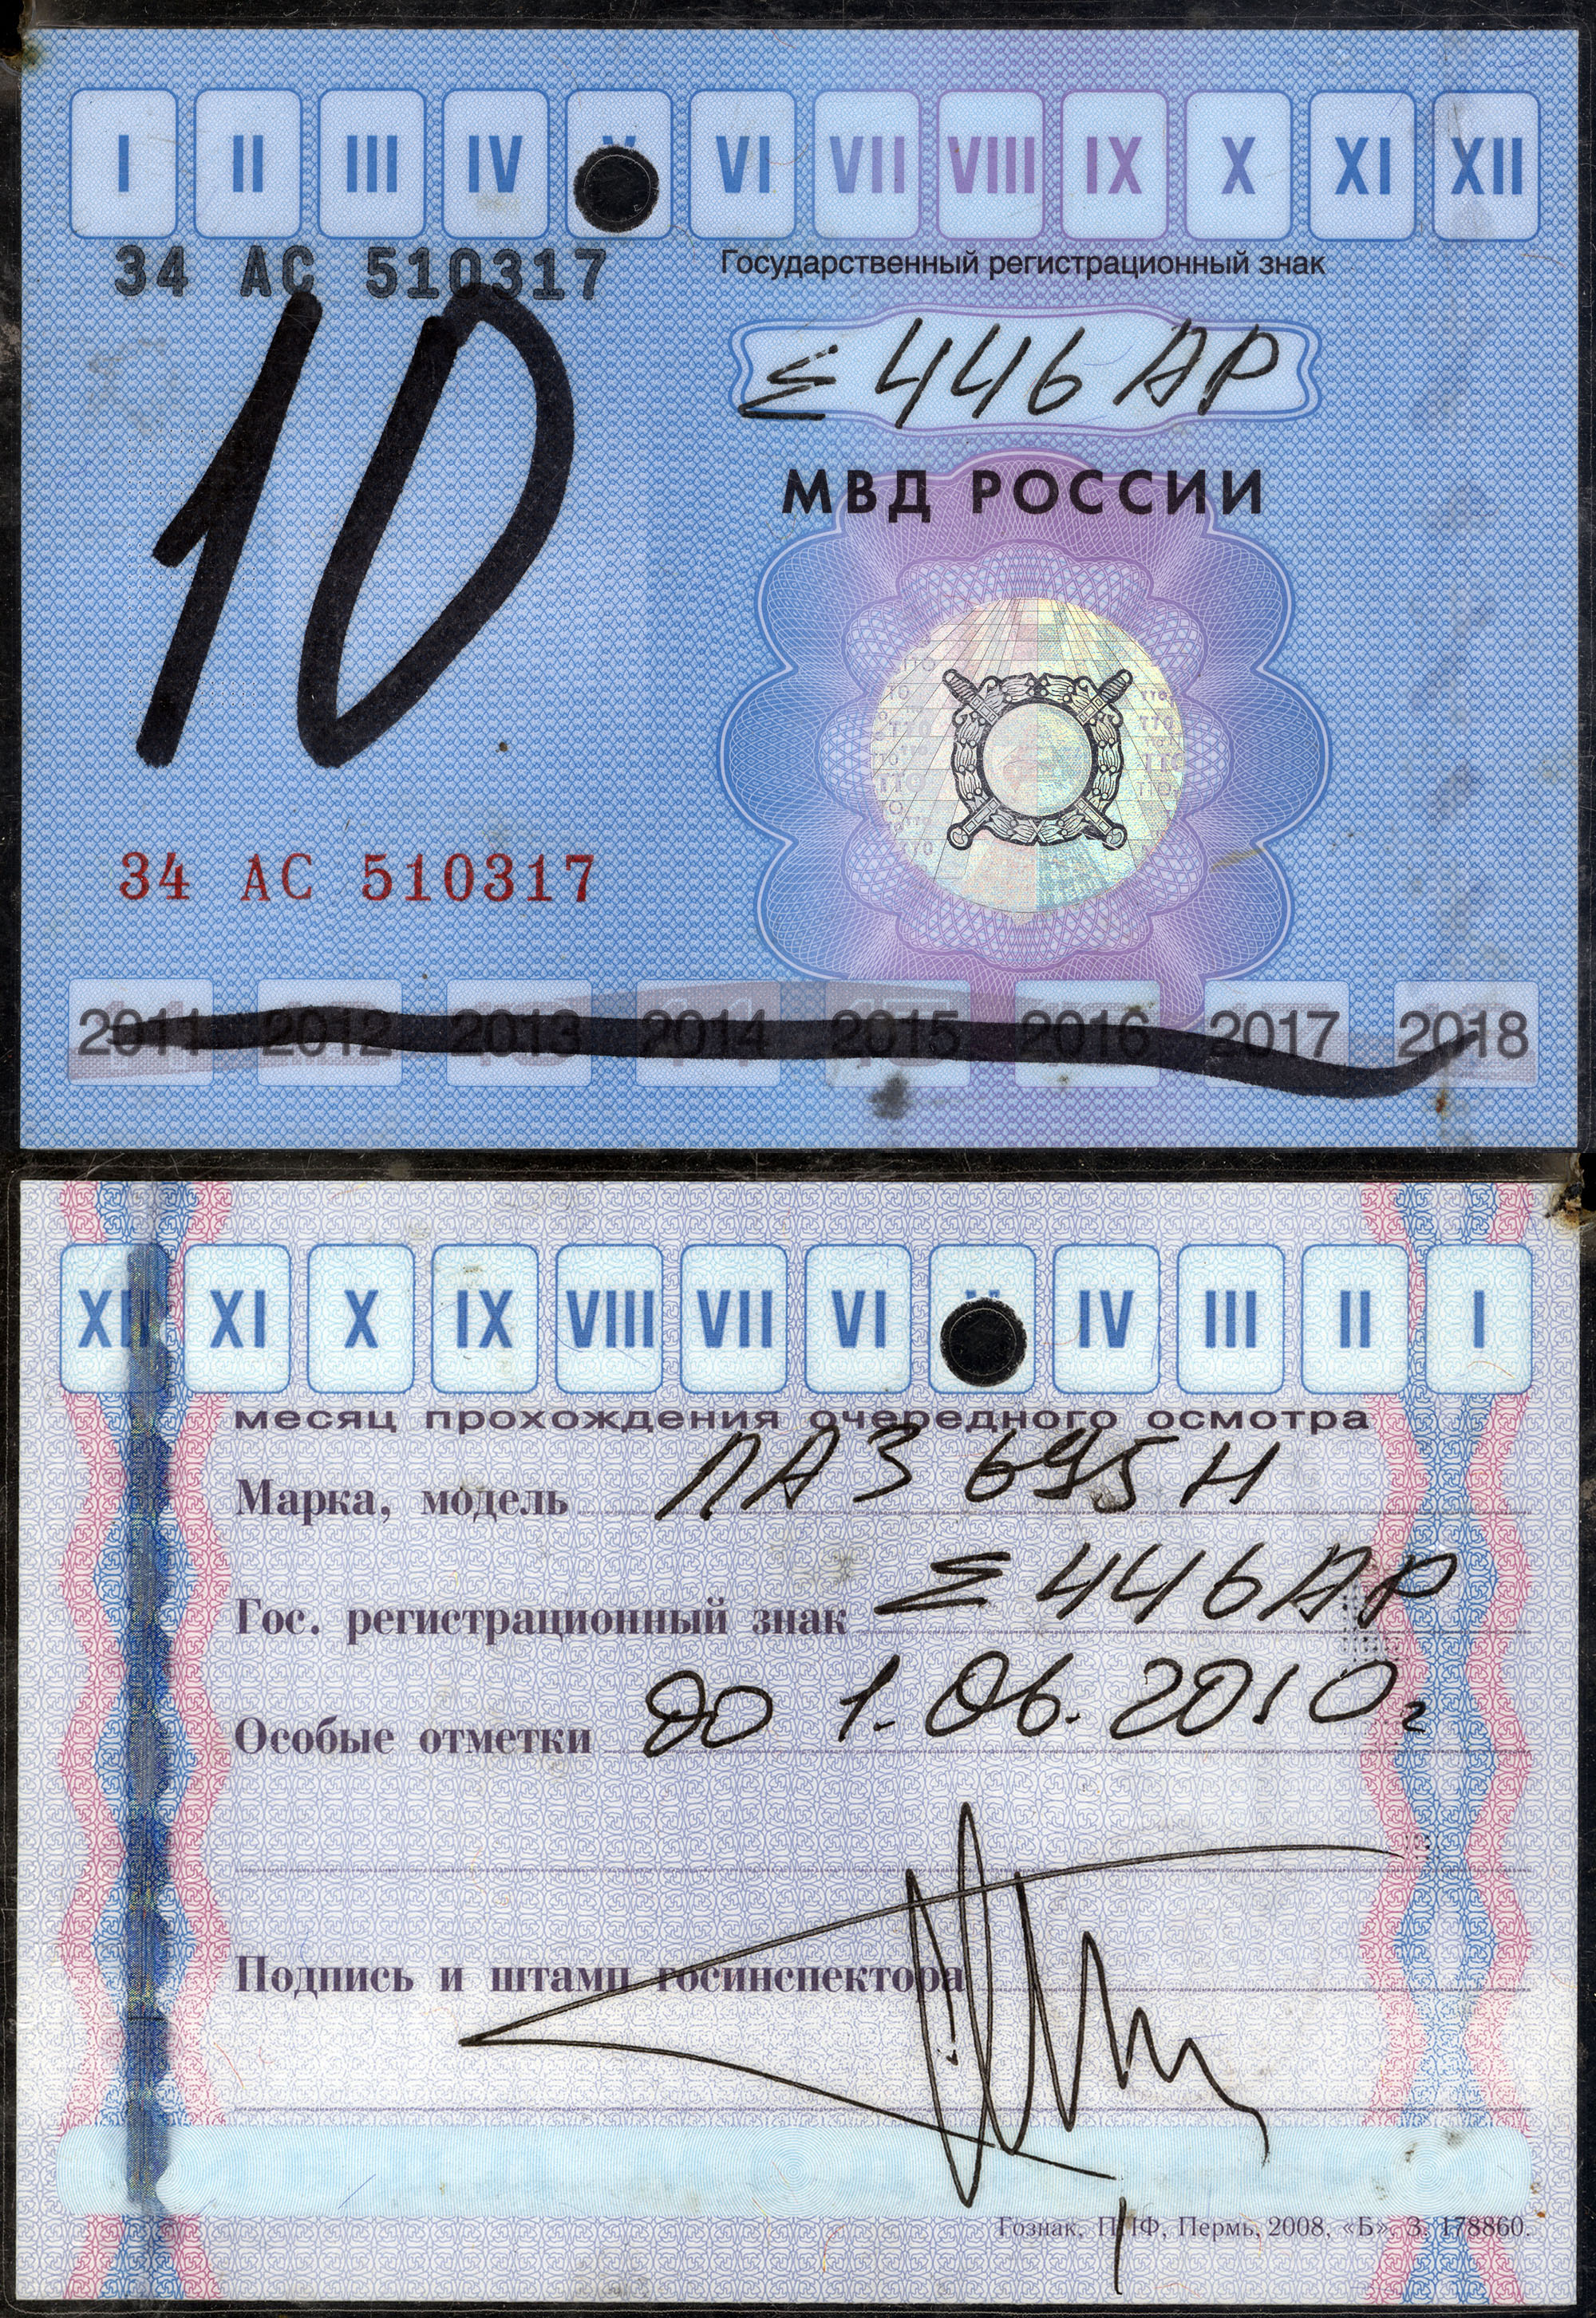 I II III IV V VI VII VIII IX X XI XII
34 АС 510317
Государственный регистрационный знак
Е 446 АР
10
МВД РОССИИ
34 АС 510317
2011 2012 2013 2014 2015 2016 2017 2018
XII XI X IX VIII VII VI V IV III II I
месяц прохождения очередного осмотра
Марка, модель ЛАЗ 695 Н
Гос. регистрационный знак Е 446 АР
Особые отметки до 1.06.2010 г
Подпись и штамп госинспектора
Гознак, ППФ, Пермь, 2008, «Б», З. 178860.